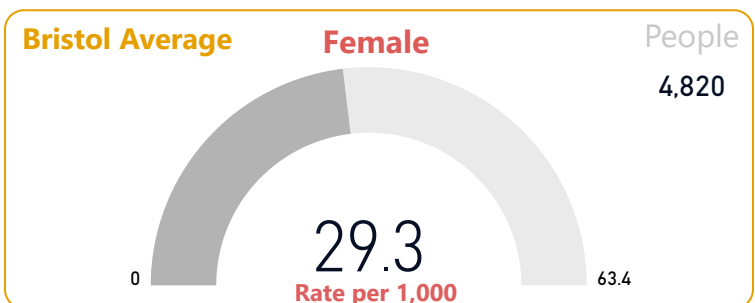 Bristol Average
Female
People
4,820
29.3
0
63.4
Rate per 1,000